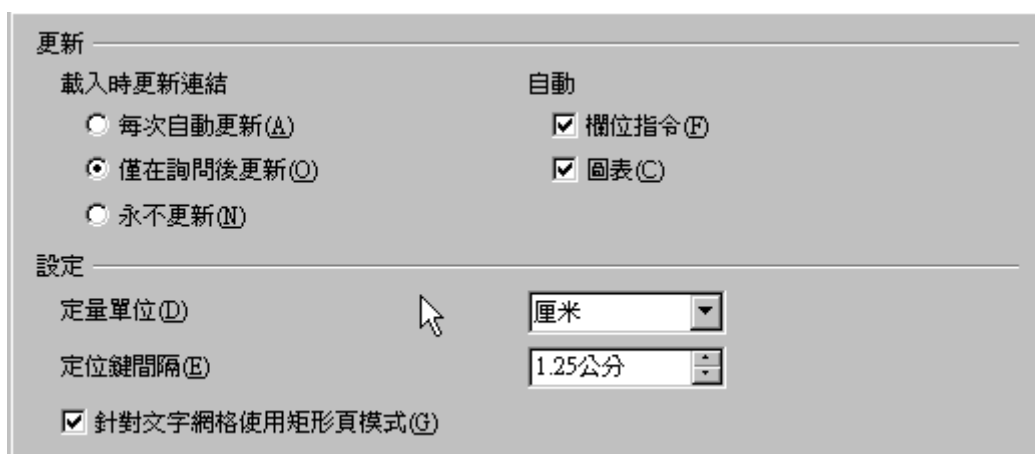 更新
載入時更新連結
每次自動更新(A)
僅在詢問後更新(O)
永不更新(N)
自動
欄位指令(F)
圖表(C)
設定
定量單位(D) 厘米
定位鍵間隔(E) 1.25公分
針對文字網格使用矩形頁模式(G)